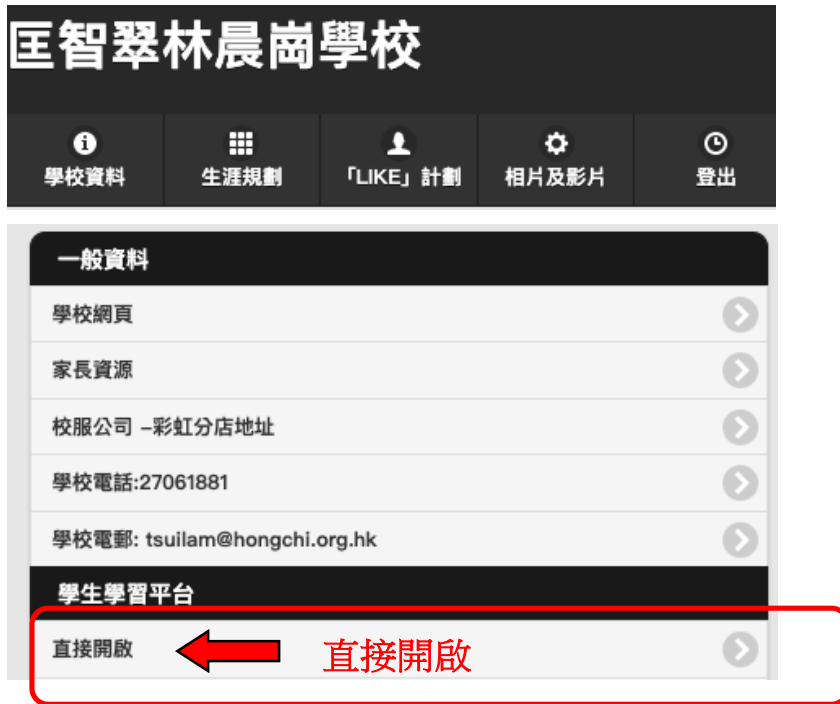 匡智翠林晨崗學校
學校資料 生涯規劃 「LIKE」計劃 相片及影片 登出
一般資料
學校網頁
家長資源
校服公司 –彩虹分店地址
學校電話:27061881
學校電郵: tsuilam@hongchi.org.hk
學生學習平台
直接開啟 直接開啟